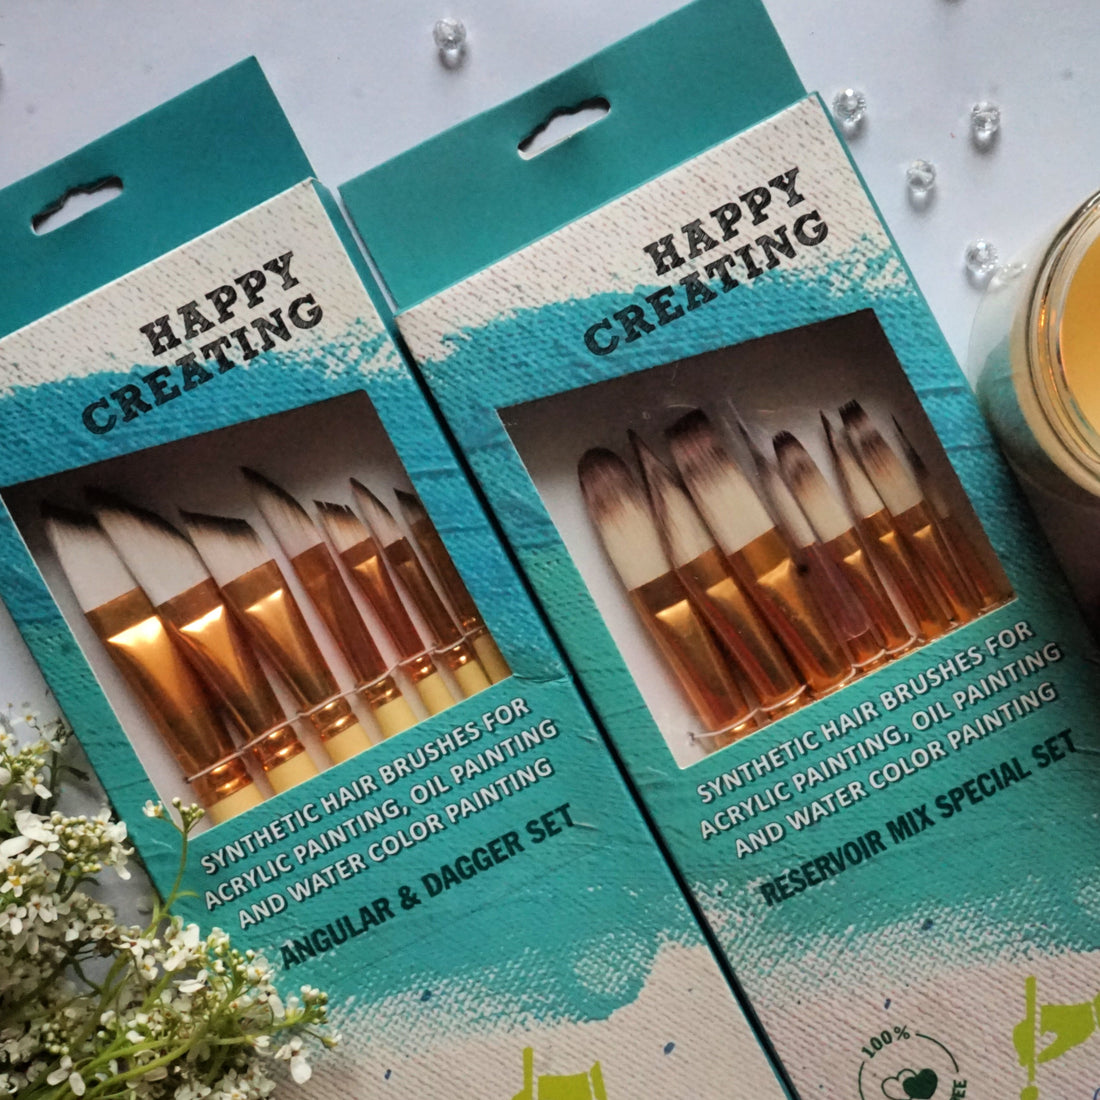 HAPPY
CREATING
SYNTHETIC HAIR BRUSHES FOR
ACRYLIC PAINTING, OIL PAINTING
AND WATER COLOR PAINTING
ANGULAR & DAGGER SET
HAPPY
CREATING
SYNTHETIC HAIR BRUSHES FOR
ACRYLIC PAINTING, OIL PAINTING
AND WATER COLOR PAINTING
RESERVOIR MIX SPECIAL SET
100%